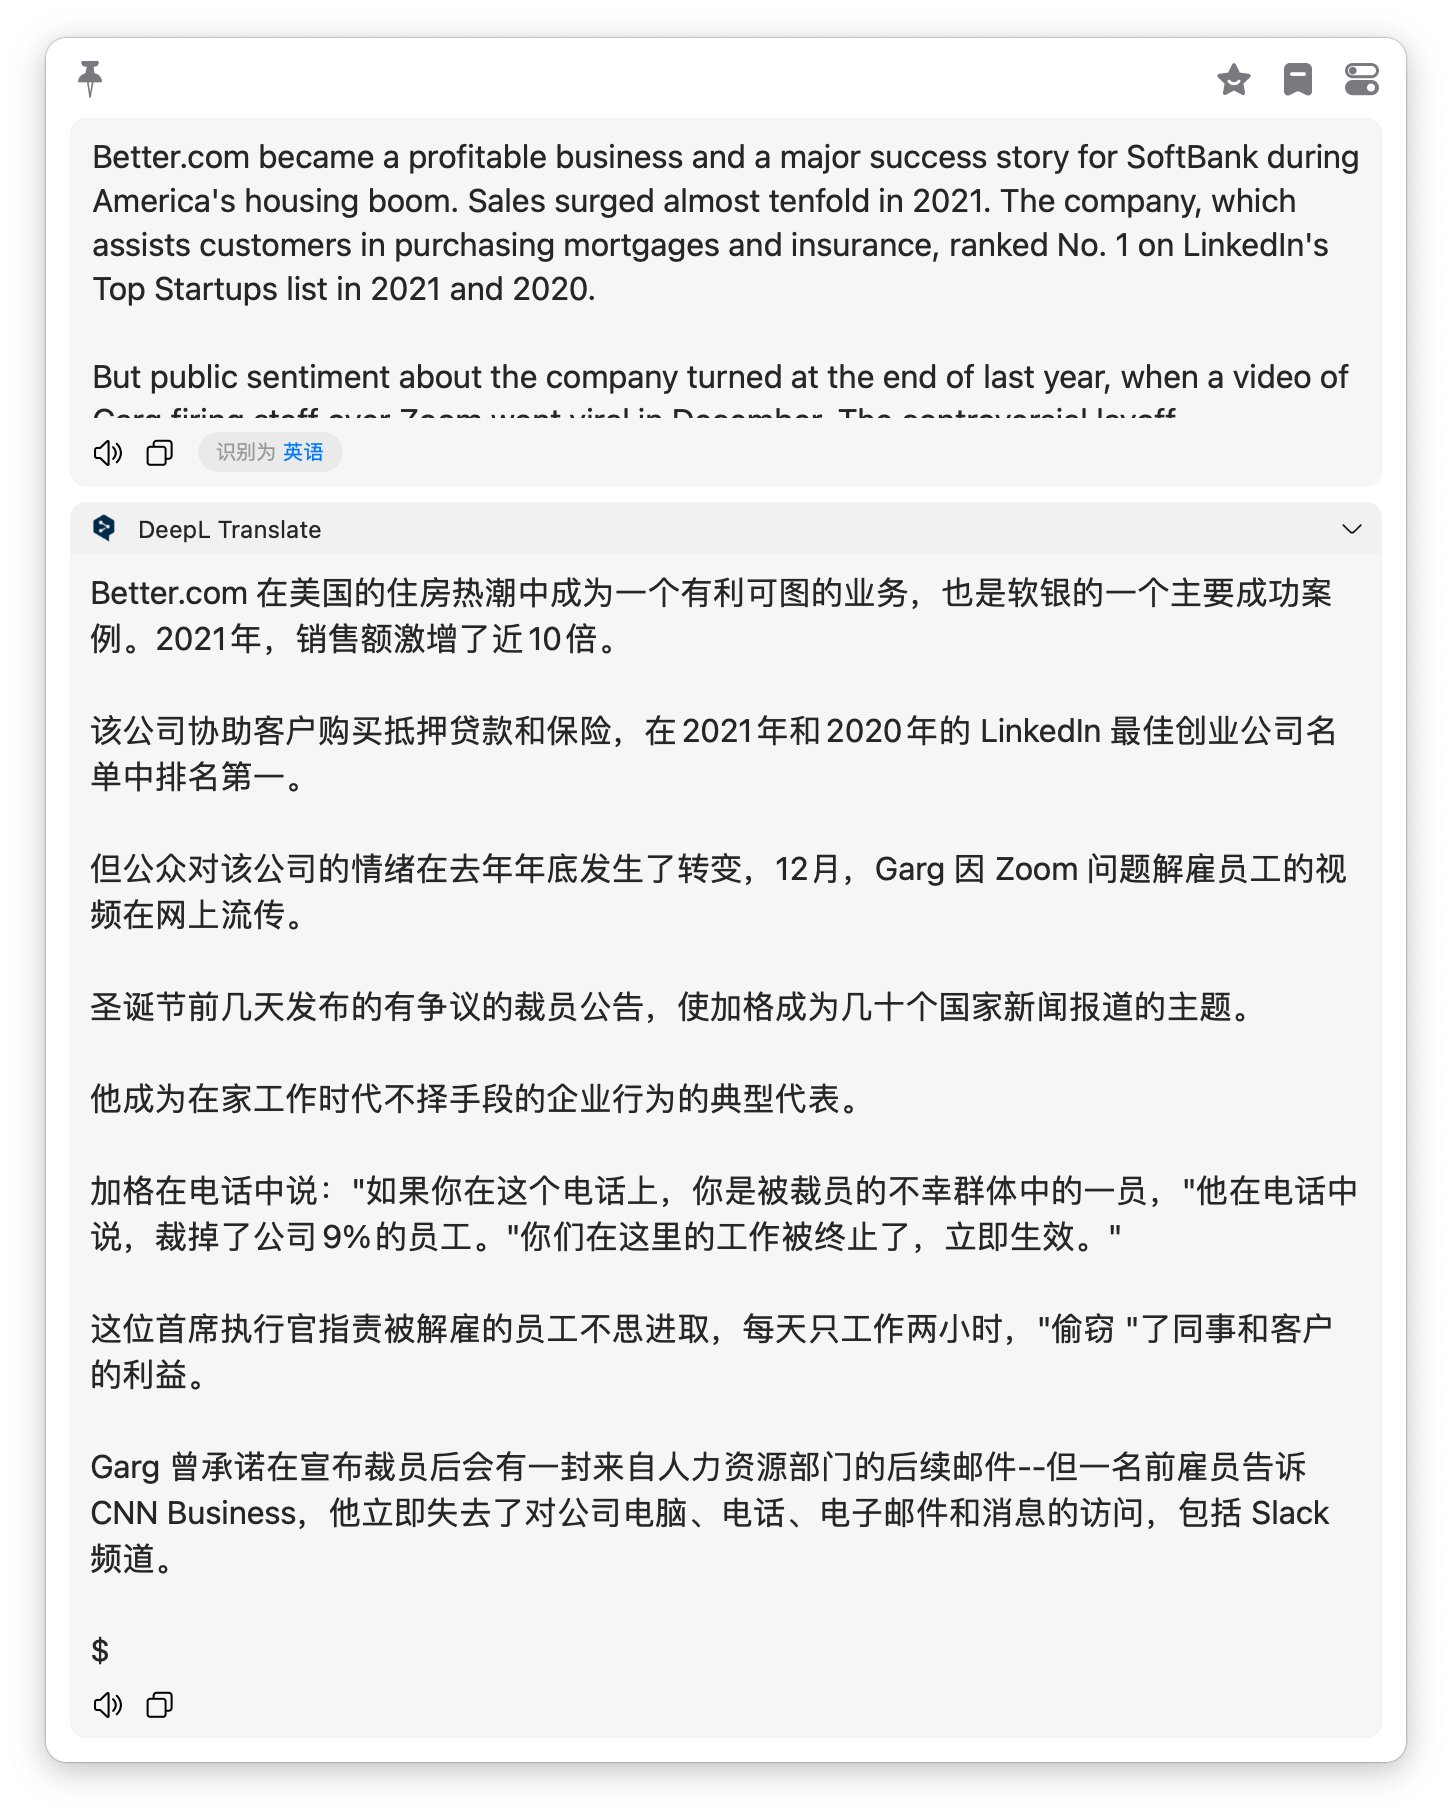 Better.com became a profitable business and a major success story for SoftBank during
America's housing boom. Sales surged almost tenfold in 2021. The company, which
assists customers in purchasing mortgages and insurance, ranked No. 1 on LinkedIn's
Top Startups list in 2021 and 2020.
But public sentiment about the company turned at the end of last year, when a video of
Garg firing staff over Zoom went viral in December. The controversial layoff
识别为 英语
DeepL Translate
Better.com 在美国的住房热潮中成为一个有利可图的业务，也是软银的一个主要成功案
例。2021年，销售额激增了近10倍。
该公司协助客户购买抵押贷款和保险，在2021年和2020年的 LinkedIn 最佳创业公司名
单中排名第一。
但公众对该公司的情绪在去年年底发生了转变，12月，Garg 因 Zoom 问题解雇员工的视
频在网上流传。
圣诞节前几天发布的有争议的裁员公告，使加格成为几十个国家新闻报道的主题。
他成为在家工作时代不择手段的企业行为的典型代表。
加格在电话中说："如果你在这个电话上，你是被裁员的不幸群体中的一员，"他在电话中
说，裁掉了公司9%的员工。"你们在这里的工作被终止了，立即生效。"
这位首席执行官指责被解雇的员工不思进取，每天只工作两小时，"偷窃 "了同事和客户
的利益。
Garg 曾承诺在宣布裁员后会有一封来自人力资源部门的后续邮件--但一名前雇员告诉
CNN Business，他立即失去了对公司电脑、电话、电子邮件和消息的访问，包括 Slack
频道。
$